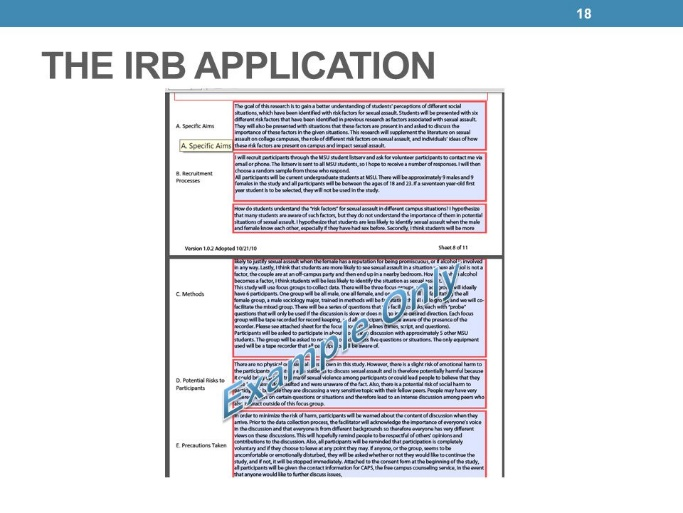 18
THE IRB APPLICATION
The goal of this research is to gain a better understanding of students' perceptions of different social
situations, which have been identified with risk factors for sexual assault. Students will be presented with six
different factors that have been identified in previous research as factors associated with sexual assault.
A. Specific Aims
They will also be presented with situations that these factors are present in and asked to discuss the
importance of these factors in the given situations. This research will supplement the literature on sexual
assault on college campuses, the role of different risk factors on sexual assault, and individuals' ideas of how
A. Specific Aims
these risk factors are present on campus and impact sexual assault.
I will recruit participants through the MSU student listserv and ask for volunteer participants to contact me via
email or phone. The listserv is sent to all MSU students, so I hope to receive a number of responses. I will then
B. Recruitment
Processes
choose a random sample from those who respond.
All participants will be current undergraduate students at MSU. There will be approximately 9 males and 9
females in the study and all participants will be between the ages of 18 and 23. If a seventeen year-old first
year student is to be selected, they will not be used in the study.
How do students understand the "risk factors" for sexual assault in different campus situations? I hypothesize
that many students are aware of such factors, but they do not understand the importance of them in potential
situations of sexual assault. I hypothesize that students are less likely to identify sexual assault when the male
and female know each other, especially if they have had sex before. Secondly, I think students will be more
Version 1.0.2 Adopted 10/21/10
Sheet 8 of 11
likely to justify sexual assault when the female has a reputation for being promiscuous, or if alcohol is involved
in any way. Lastly, I think that students are more likely to see sexual assault in a situation alcohol is not a
factor, the couple are at an off-campus party and then end up in a nearby bedroom. alcohol
becomes a factor, I think students will be less likely to identify the situation as sexual
This study will use focus groups to collect data. There will be three focus will ideally
C. Methods
have 6 participants. One group will be all male, one all female, and the all
female group, a male sociology major, trained in methods will be and we will co-
facilitate the mixed group. There will be a series of questions that with "probe"
questions that will only be used if the discussion is slow or does desired direction. Each focus
group will be tape recorded for record keeping, aware of the presence of the
recorder. Please see attached sheet for the (rules, script, and questions).
Participants will be asked to participate in discussion with approximately 5 other MSU
students. The group will be asked to five questions or situations. The only equipment
used will be a tape recorder that be aware of.
There are no physical in this study. However, there is a slight risk of emotional harm to
the participants to discuss sexual assault and is therefore potentially harmful because
of sexual violence among participants or could lead people to believe that they
D. Potential Risks to
Participants
and were unaware of the fact. Also, there is a potential risk of social harm to
they are discussing a very sensitive topic with their fellow peers. People may have very
on certain questions or situations and therefore lead to an intense discussion among peers who
outside of this focus group.
Example Only
In order to minimize the risk of harm, participants will be warned about the content of discussion when they
arrive. Prior to the data collection process, the facilitator will acknowledge the importance of everyone's voice
in the discussion and that everyone is from different backgrounds so therefore everyone has very different
views on these discussions. This will hopefully remind people to be respectful of others' opinions and
E. Precautions Taken
contributions to the discussion. Also, all participants will be reminded that participation is completely
voluntary and if they choose to leave at any point they may. If anyone, or the group, seems to be
uncomfortable or emotionally disturbed, they will be asked whether or not they would like to continue the
study, and if not, it will be stopped immediately. Attached to the consent form at the beginning of the study,
all participants will be given the contact information for CAPS, the free campus counseling service, in the event
that anyone would like to further discuss issues.